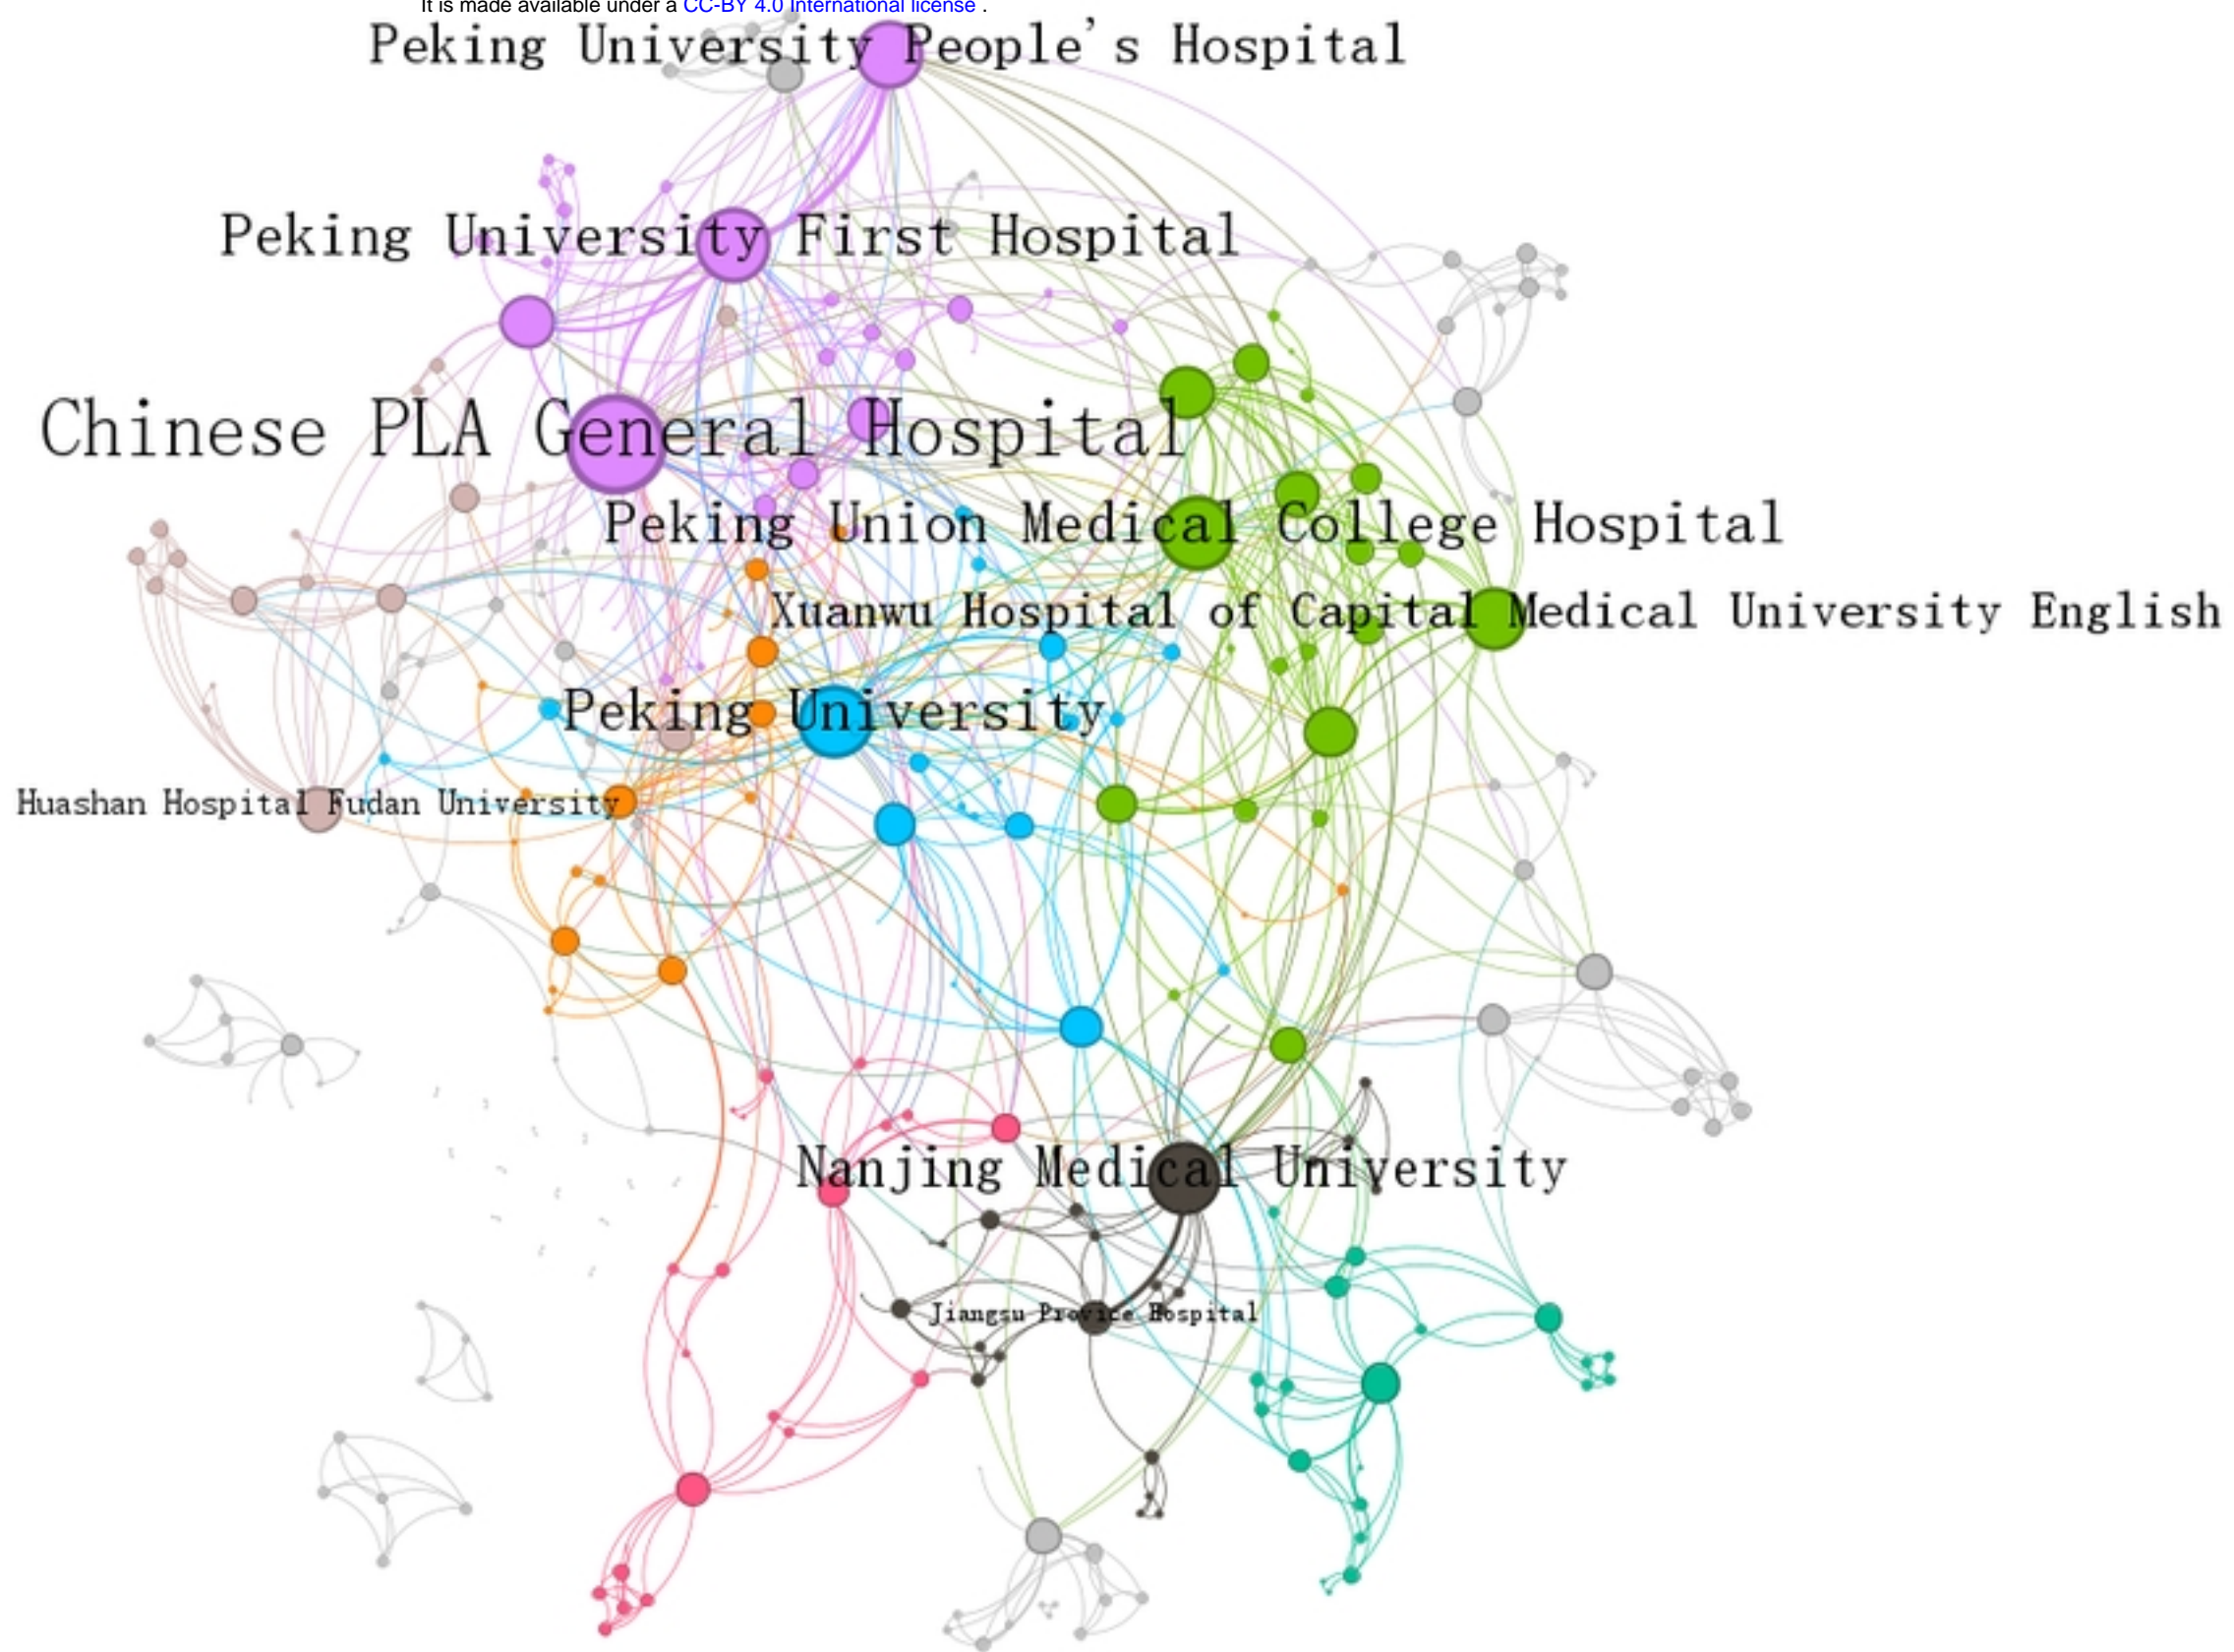 It is made available under a CC-BY 4.0 International license .
Peking University People's Hospital
Peking University First Hospital
Chinese PLA General Hospital
Peking Union Medical College Hospital
Xuanwu Hospital of Capital Medical University English
Peking University
Huashan Hospital Fudan University
Nanjing Medical University
Jiangsu Provice Hospital